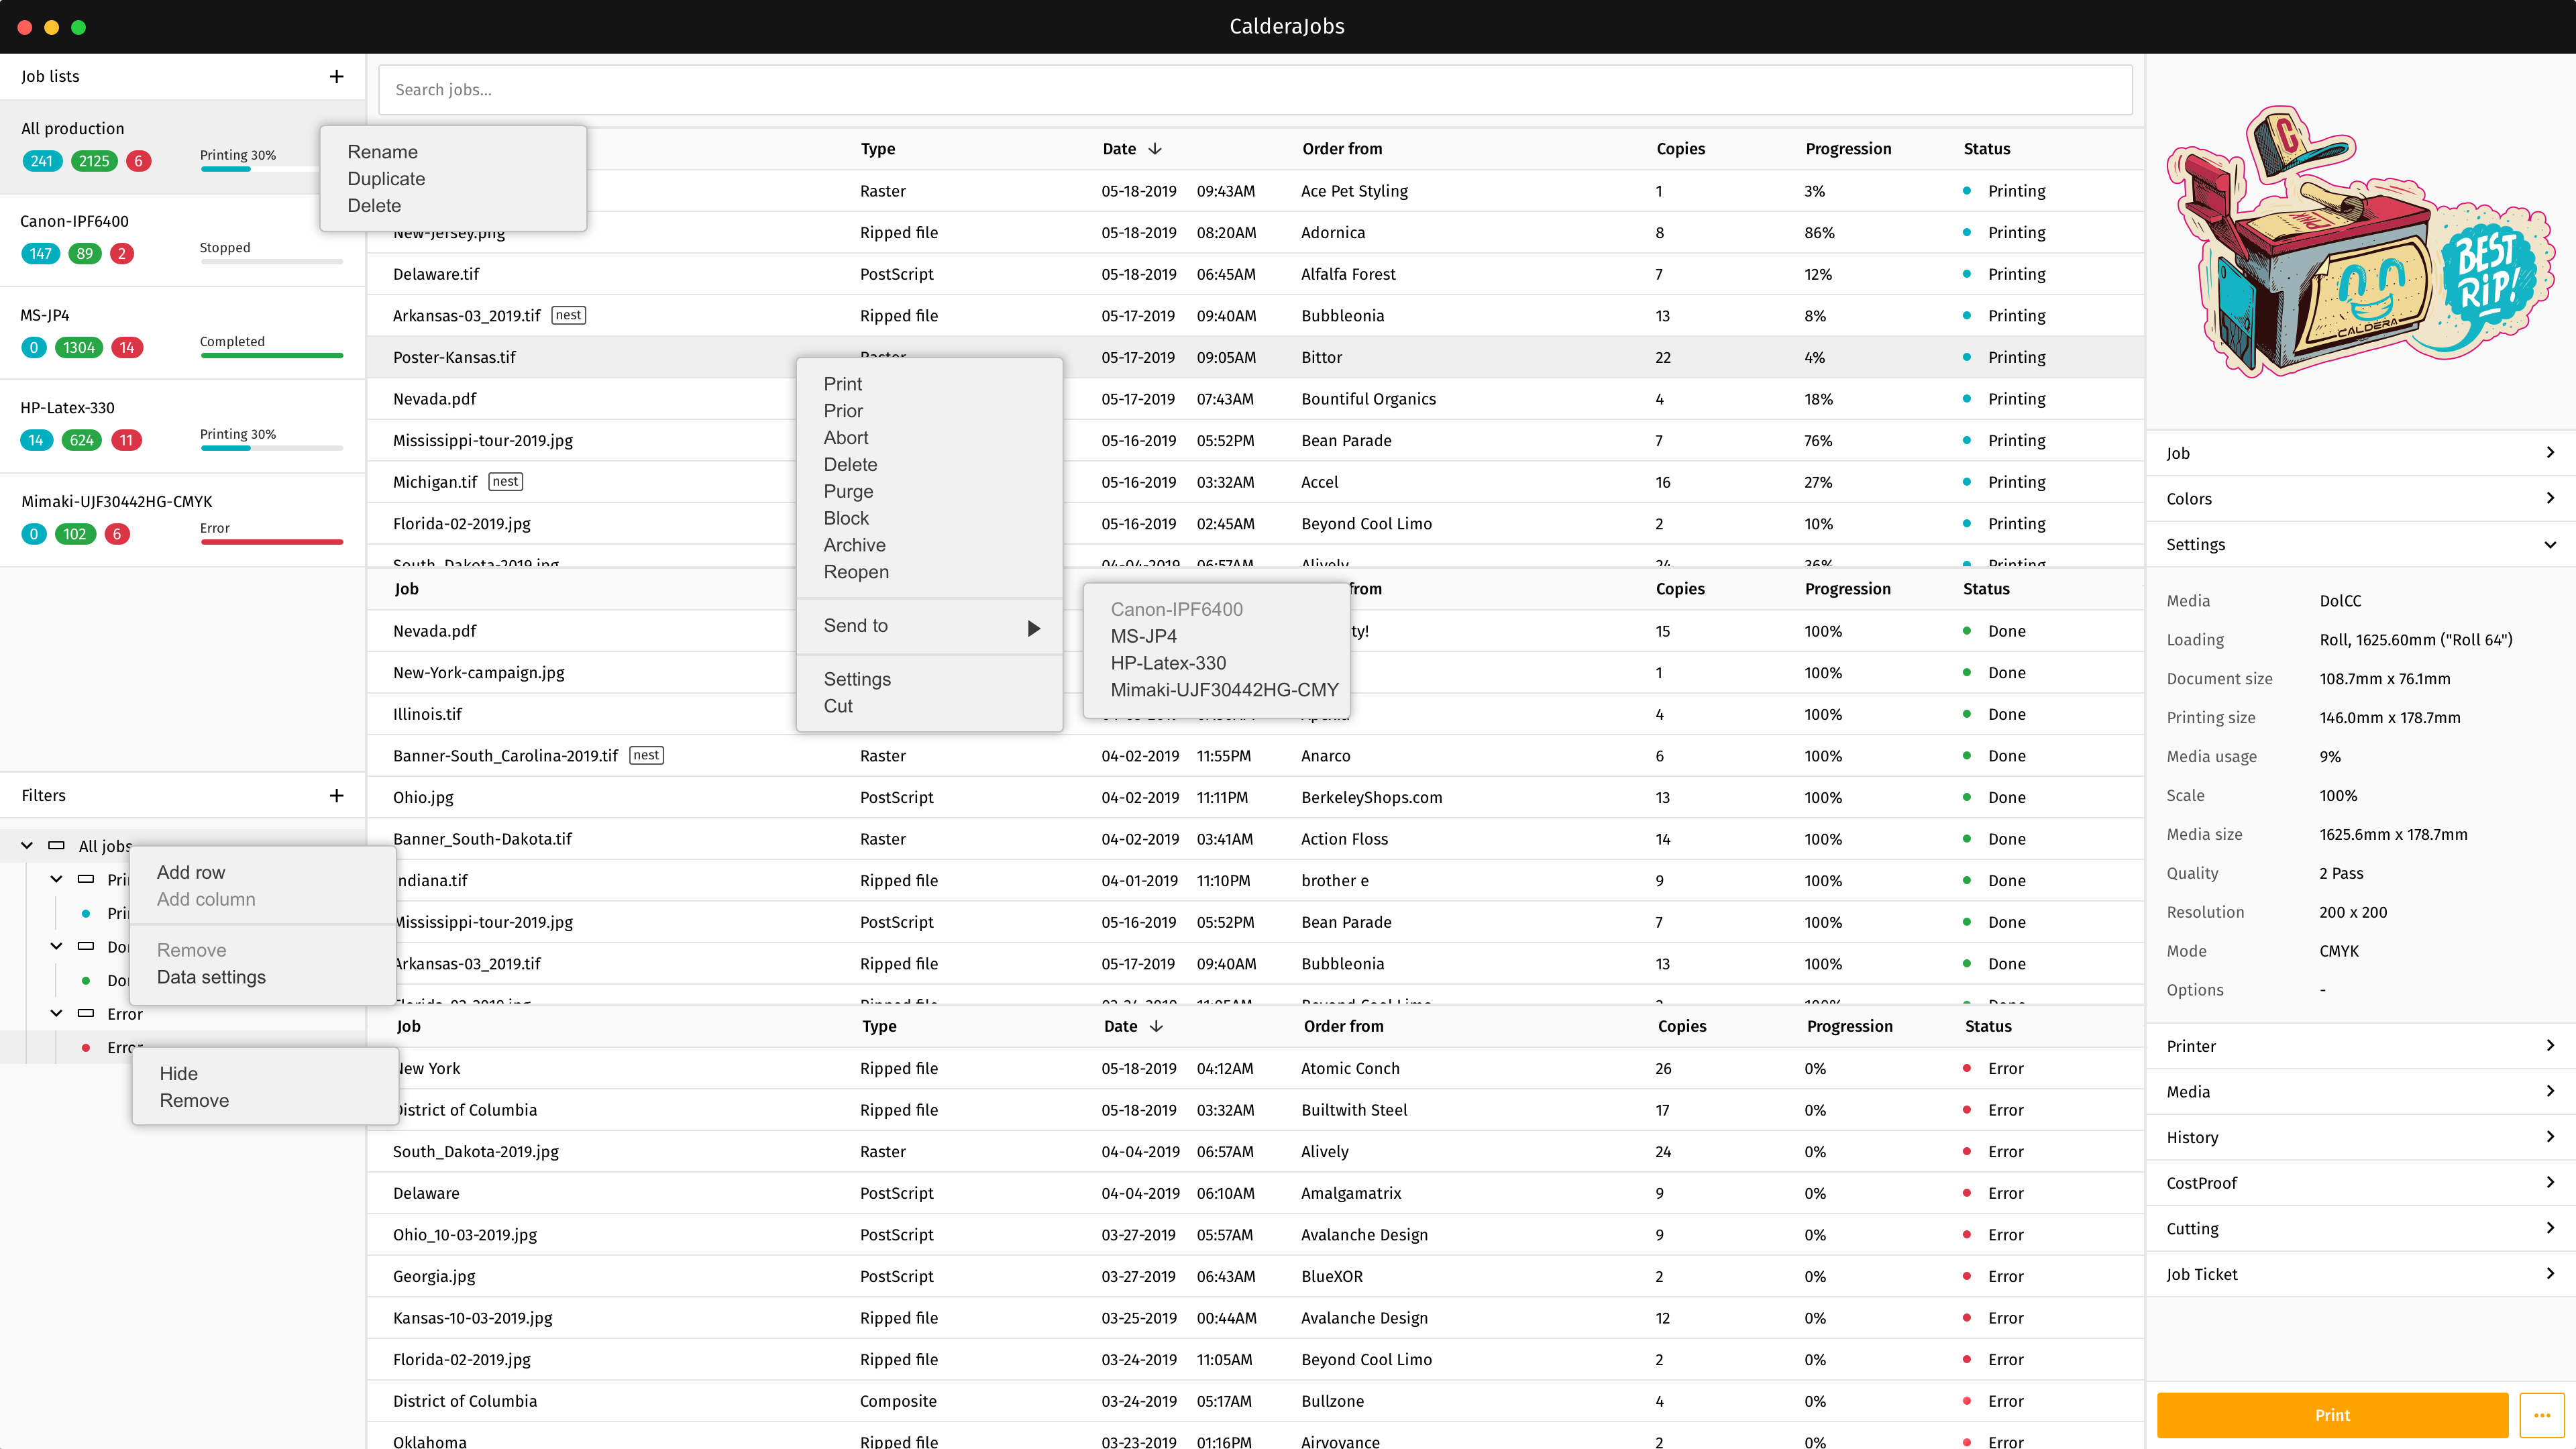 CalderaJobs
Job lists
All production
241 2125 6 Printing 30%
Canon-IPF6400
147 89 2 Stopped
MS-JP4
0 1304 14 Completed
HP-Latex-330
14 624 11 Printing 30%
Mimaki-UJF30442HG-CMYK
0 102 6 Error
Rename
Duplicate
Delete
Filters
All jobs
Error
Add row
Add column
Remove
Data settings
Hide
Remove
Search jobs...
Type Date Order from Copies Progression Status
Raster 05-18-2019 09:43AM Ace Pet Styling 1 3% Printing
New-Jersey.png Ripped file 05-18-2019 08:20AM Adornica 8 86% Printing
Delaware.tif PostScript 05-18-2019 06:45AM Alfalfa Forest 7 12% Printing
Arkansas-03_2019.tif nest Ripped file 05-17-2019 09:40AM Bubbleonia 13 8% Printing
Poster-Kansas.tif Raster 05-17-2019 09:05AM Bittor 22 4% Printing
Nevada.pdf 05-17-2019 07:43AM Bountiful Organics 4 18% Printing
Mississippi-tour-2019.jpg 05-16-2019 05:52PM Bean Parade 7 76% Printing
Michigan.tif nest 05-16-2019 03:32AM Accel 16 27% Printing
Florida-02-2019.jpg 05-16-2019 02:45AM Beyond Cool Limo 2 10% Printing
South_Dakota-2019.jpg 04-04-2019 06:57AM Alively 24 36% Printing
Print
Prior
Abort
Delete
Purge
Block
Archive
Reopen
Send to
Settings
Cut
Canon-IPF6400
MS-JP4
HP-Latex-330
Mimaki-UJF30442HG-CMY
Job from Copies Progression Status
Nevada.pdf ty! 15 100% Done
New-York-campaign.jpg 1 100% Done
Illinois.tif 4 100% Done
Banner-South_Carolina-2019.tif nest Raster 04-02-2019 11:55PM Anarco 6 100% Done
Ohio.jpg PostScript 04-02-2019 11:11PM BerkeleyShops.com 13 100% Done
Banner_South-Dakota.tif Raster 04-02-2019 03:41AM Action Floss 14 100% Done
ndiana.tif Ripped file 04-01-2019 11:10PM brother e 9 100% Done
Mississippi-tour-2019.jpg PostScript 05-16-2019 05:52PM Bean Parade 7 100% Done
Arkansas-03_2019.tif Ripped file 05-17-2019 09:40AM Bubbleonia 13 100% Done
Job Type Date Order from Copies Progression Status
New York Ripped file 05-18-2019 04:12AM Atomic Conch 26 0% Error
District of Columbia Ripped file 05-18-2019 03:32AM Builtwith Steel 17 0% Error
South_Dakota-2019.jpg Raster 04-04-2019 06:57AM Alively 24 0% Error
Delaware PostScript 04-04-2019 06:10AM Amalgamatrix 9 0% Error
Ohio_10-03-2019.jpg PostScript 03-27-2019 05:57AM Avalanche Design 9 0% Error
Georgia.jpg PostScript 03-27-2019 06:43AM BlueXOR 2 0% Error
Kansas-10-03-2019.jpg Ripped file 03-25-2019 00:44AM Avalanche Design 12 0% Error
Florida-02-2019.jpg Ripped file 03-24-2019 11:05AM Beyond Cool Limo 2 0% Error
District of Columbia Composite 03-24-2019 05:17AM Bullzone 4 0% Error
Oklahoma Ripped file 03-23-2019 01:16PM Airvoyance 2 0% Error
C
BEST
RIP!
CALDERA
Job
Colors
Settings
Media DolCC
Loading Roll, 1625.60mm ("Roll 64")
Document size 108.7mm x 76.1mm
Printing size 146.0mm x 178.7mm
Media usage 9%
Scale 100%
Media size 1625.6mm x 178.7mm
Quality 2 Pass
Resolution 200 x 200
Mode CMYK
Options -
Printer
Media
History
CostProof
Cutting
Job Ticket
Print